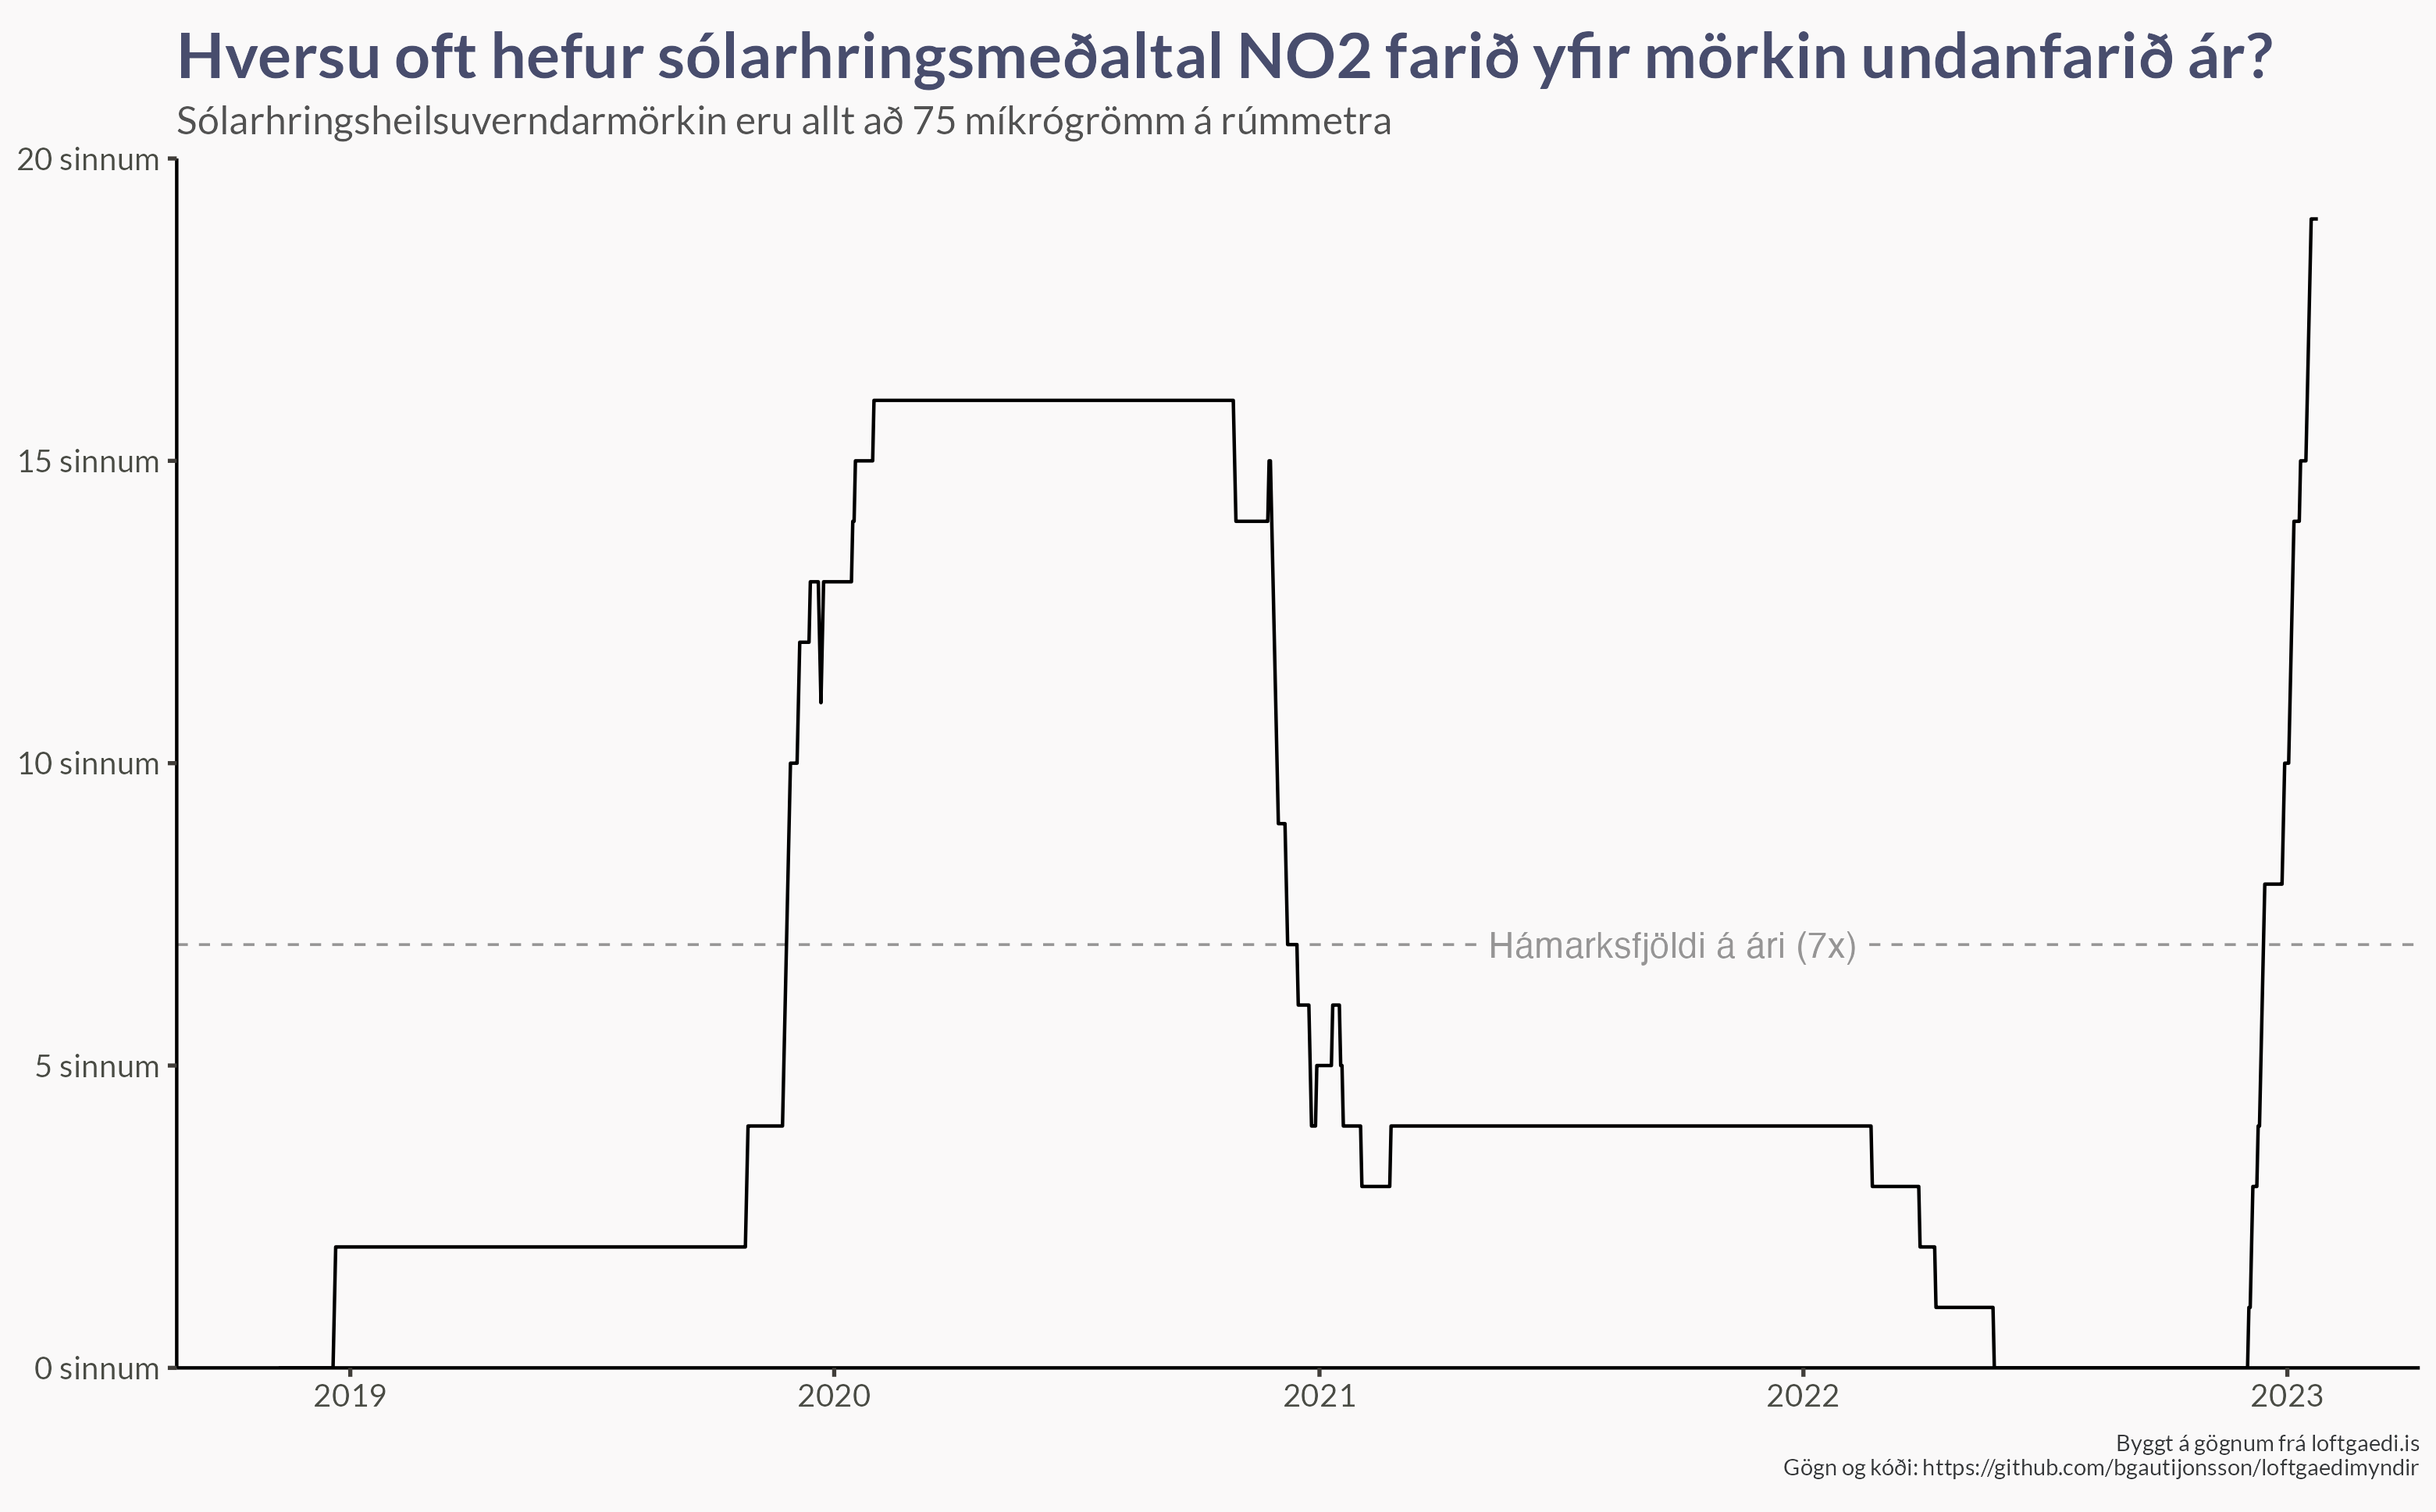 Hversu oft hefur sólarhringsmeðaltal NO2 farið yfir mörkin undanfarið ár?
Sólarhringsheilsuverndarmörkin eru allt að 75 míkrógrömm á rúmmetra
20 sinnum
15 sinnum
10 sinnum
Hámarksfjöldi á ári (7x)
5 sinnum
0 sinnum
2019 2020 2021 2022 2023
Byggt á gögnum frá loftgaedi.is
Gögn og kóði: https://github.com/bgautijonsson/loftgaedimyndir